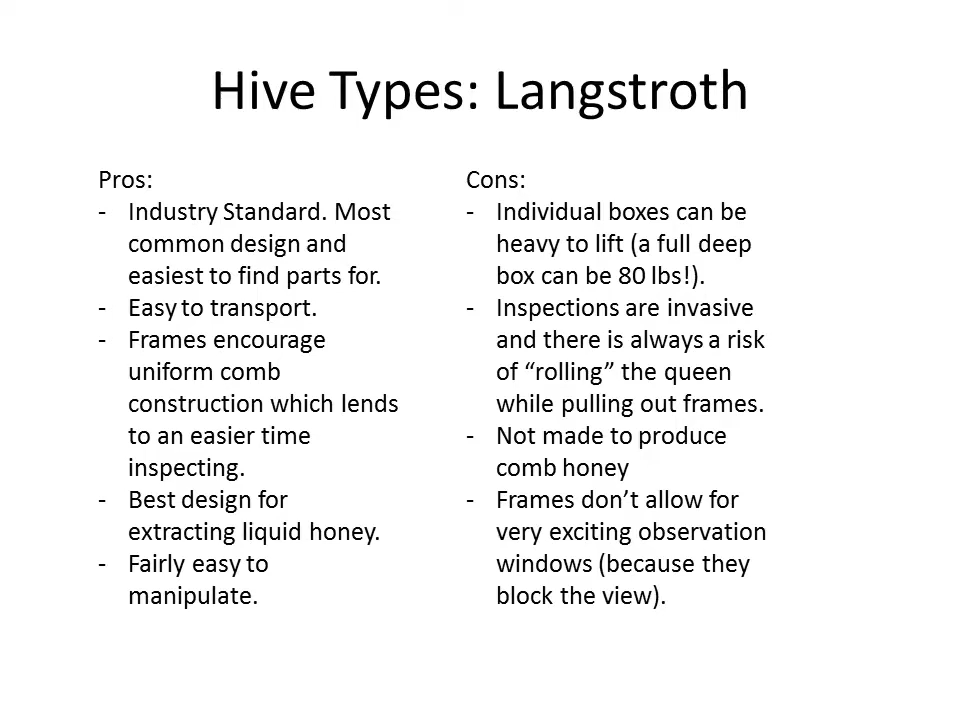 Hive Types: Langstroth
Pros:
- Industry Standard. Most
common design and
easiest to find parts for.
- Easy to transport.
- Frames encourage
uniform comb
construction which lends
to an easier time
inspecting.
- Best design for
extracting liquid honey.
- Fairly easy to
manipulate.
Cons:
- Individual boxes can be
heavy to lift (a full deep
box can be 80 lbs!).
- Inspections are invasive
and there is always a risk
of “rolling” the queen
while pulling out frames.
- Not made to produce
comb honey
- Frames don’t allow for
very exciting observation
windows (because they
block the view).